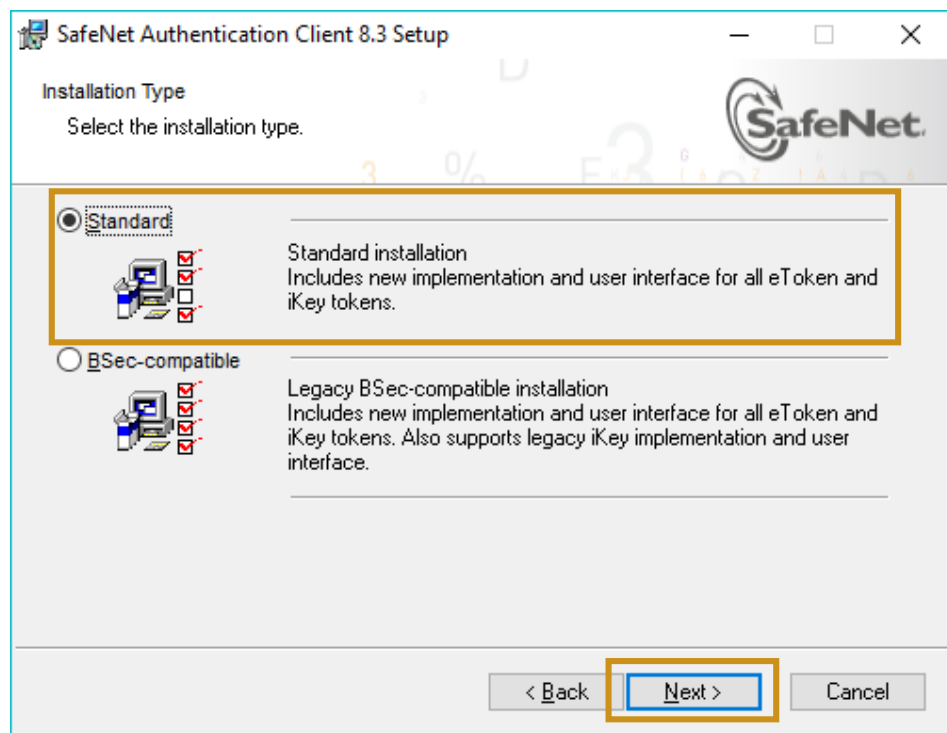 SafeNet Authentication Client 8.3 Setup
Installation Type
Select the installation type.
SafeNet.
Standard
Standard installation
Includes new implementation and user interface for all eToken and
iKey tokens.
BSec-compatible
Legacy BSec-compatible installation
Includes new implementation and user interface for all eToken and
iKey tokens. Also supports legacy iKey implementation and user
interface.
< Back
Next >
Cancel